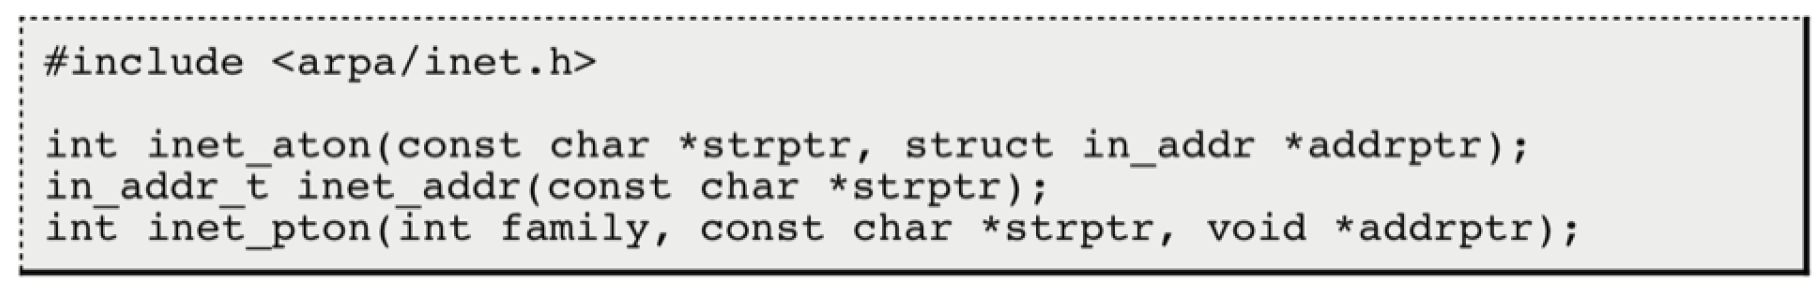 #include <arpa/inet.h>
int inet_aton(const char *strptr, struct in_addr *addrptr);
in_addr_t inet_addr(const char *strptr);
int inet_pton(int family, const char *strptr, void *addrptr);